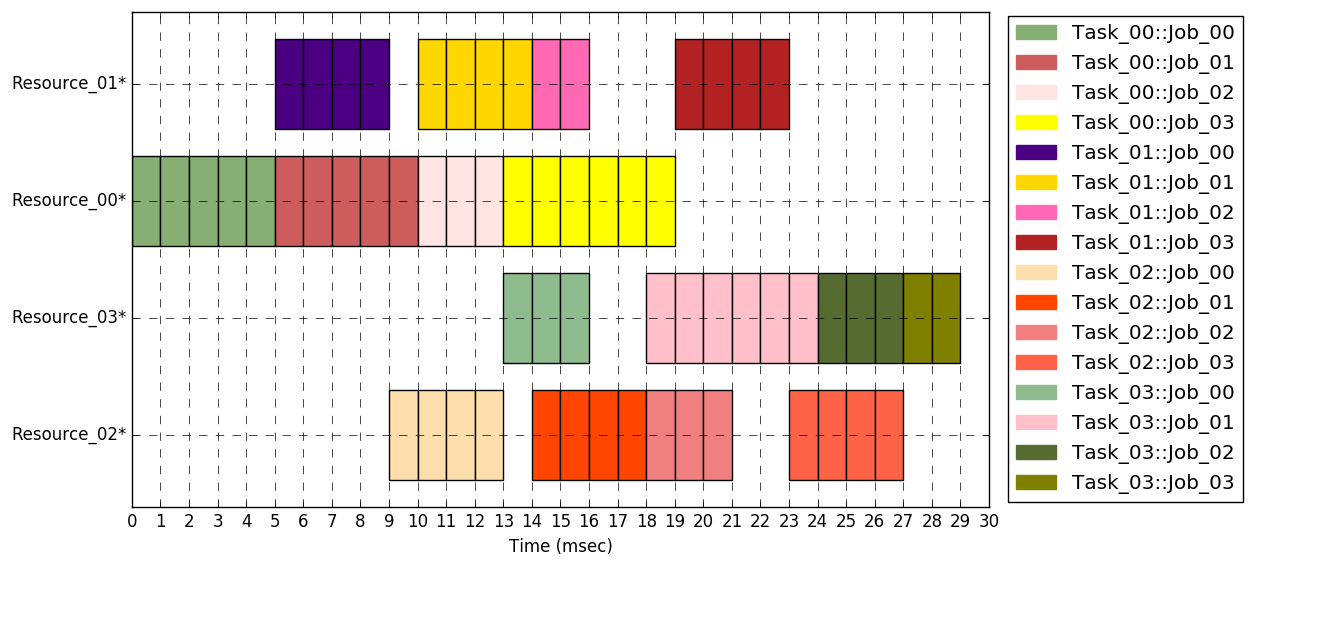 Resource_01*
Resource_00*
Resource_03*
Resource_02*
0 1 2 3 4 5 6 7 8 9 10 11 12 13 14 15 16 17 18 19 20 21 22 23 24 25 26 27 28 29 30
Time (msec)
Task_00::Job_00
Task_00::Job_01
Task_00::Job_02
Task_00::Job_03
Task_01::Job_00
Task_01::Job_01
Task_01::Job_02
Task_01::Job_03
Task_02::Job_00
Task_02::Job_01
Task_02::Job_02
Task_02::Job_03
Task_03::Job_00
Task_03::Job_01
Task_03::Job_02
Task_03::Job_03